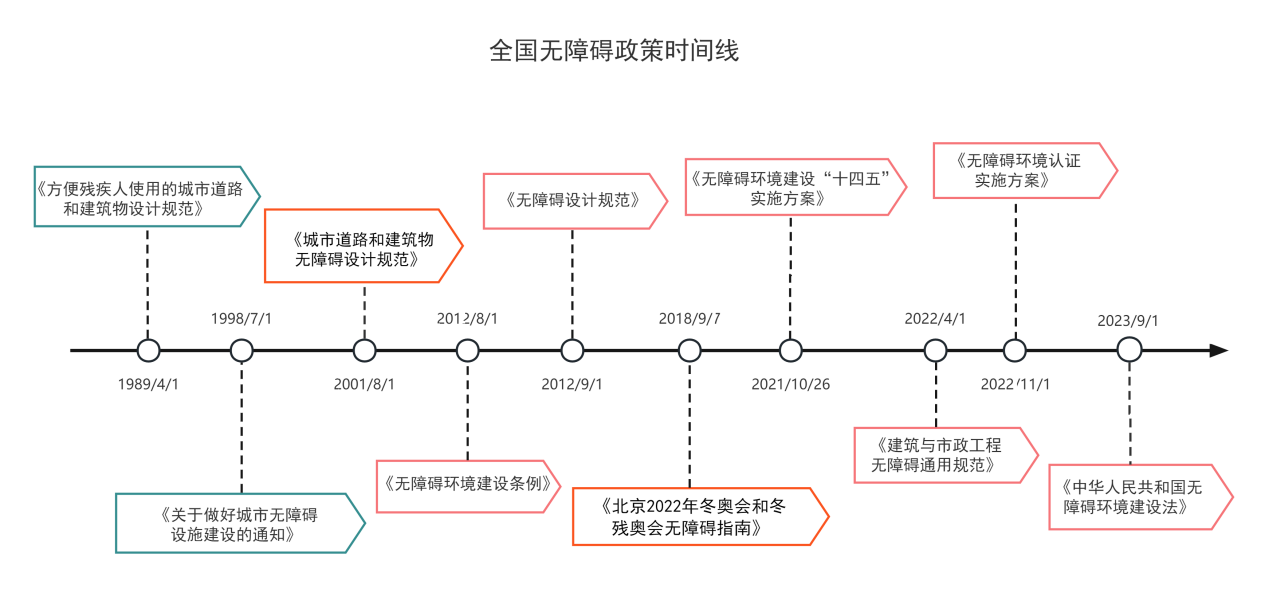 全国无障碍政策时间线
《方便残疾人使用的城市道路
和建筑物设计规范》
1989/4/1
1998/7/1
《关于做好城市无障碍
设施建设的通知》
《城市道路和建筑物
无障碍设计规范》
2001/8/1
2012/8/1
《无障碍环境建设条例》
《无障碍设计规范》
2012/9/1
2018/9/7
《北京2022年冬奥会和冬
残奥会无障碍指南》
《无障碍环境建设“十四五”
实施方案》
2021/10/26
2022/4/1
《建筑与市政工程
无障碍通用规范》
《无障碍环境认证
实施方案》
2022/11/1
2023/9/1
《中华人民共和国无
障碍环境建设法》